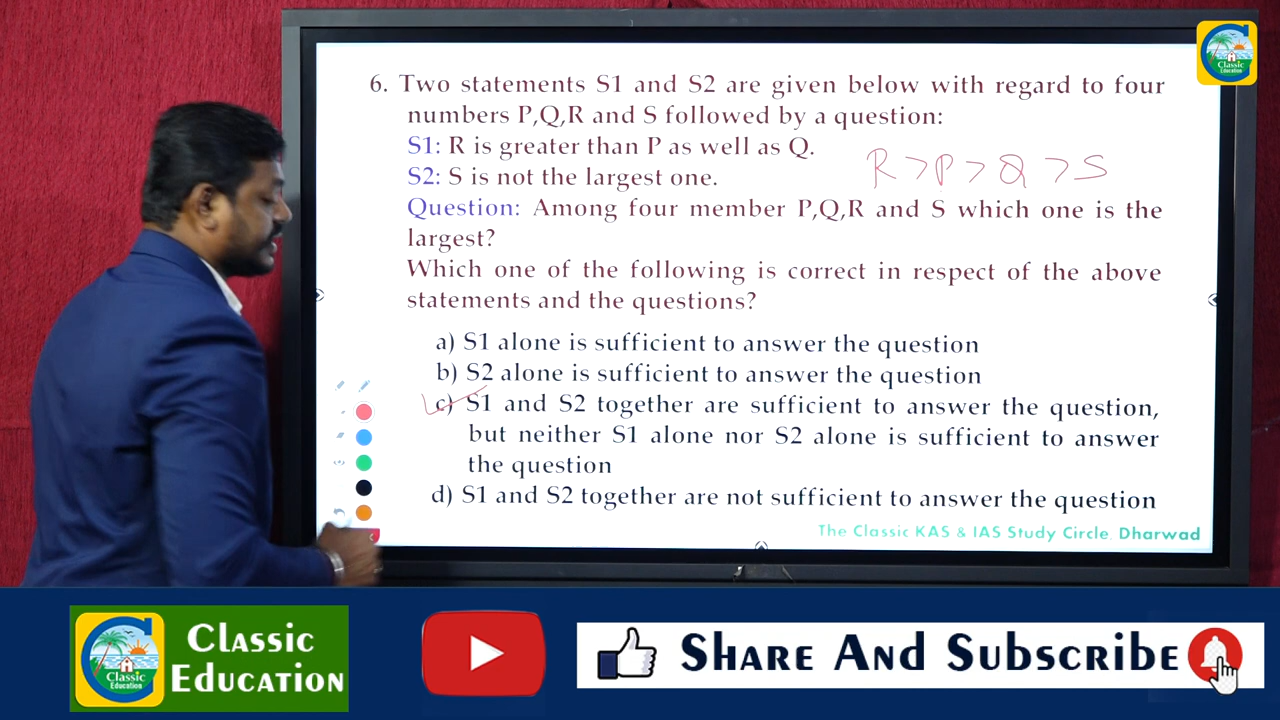 Classic
Education
6. Two statements S1 and S2 are given below with regard to four
numbers P,Q,R and S followed by a question:
S1: R is greater than P as well as Q.
R > P > Q > S
S2: S is not the largest one.
Question: Among four member P,Q,R and S which one is the
largest?
Which one of the following is correct in respect of the above
statements and the questions?
a) S1 alone is sufficient to answer the question
b) S2 alone is sufficient to answer the question
c) S1 and S2 together are sufficient to answer the question,
but neither S1 alone nor S2 alone is sufficient to answer
the question
d) S1 and S2 together are not sufficient to answer the question
The Classic KAS & IAS Study Circle, Dharwad
Classic
Education
CLASSIC
EDUCATION
SHARE AND SUBSCRIBE